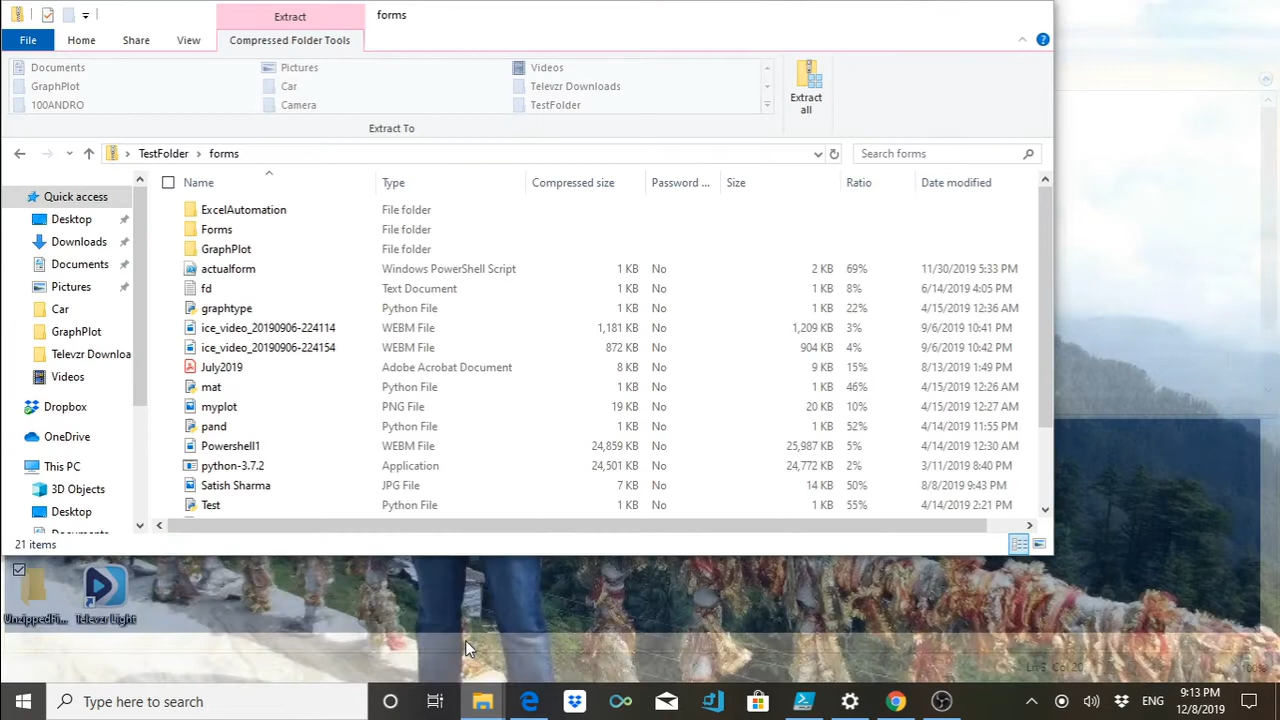 Extract
forms
File
Home
Share
View
Compressed Folder Tools
Documents
Pictures
Videos
GraphPlot
Car
Televzr Downloads
100ANDRO
Camera
TestFolder
Extract all
Extract To
TestFolder > forms
Search forms
Name Type Compressed size Password ... Size Ratio Date modified
Quick access
Desktop
Downloads
Documents
Pictures
Car
GraphPlot
Televzr Downloa
Videos
Dropbox
OneDrive
This PC
3D Objects
Desktop
ExcelAutomation File folder
Forms File folder
GraphPlot File folder
actualform Windows PowerShell Script 1 KB No 2 KB 69% 11/30/2019 5:33 PM
fd Text Document 1 KB No 1 KB 8% 6/14/2019 4:05 PM
graphtype Python File 1 KB No 1 KB 22% 4/15/2019 12:36 AM
ice_video_20190906-224114 WEBM File 1,181 KB No 1,209 KB 3% 9/6/2019 10:41 PM
ice_video_20190906-224154 WEBM File 872 KB No 904 KB 4% 9/6/2019 10:42 PM
July2019 Adobe Acrobat Document 8 KB No 9 KB 15% 8/13/2019 1:49 PM
mat Python File 1 KB No 1 KB 46% 4/15/2019 12:26 AM
myplot PNG File 19 KB No 20 KB 10% 4/15/2019 12:27 AM
pand Python File 1 KB No 1 KB 52% 4/14/2019 11:55 PM
Powershell1 WEBM File 24,859 KB No 25,987 KB 5% 4/14/2019 12:30 AM
python-3.7.2 Application 24,501 KB No 24,772 KB 2% 3/11/2019 8:40 PM
Satish Sharma JPG File 7 KB No 14 KB 50% 8/8/2019 9:43 PM
Test Python File 1 KB No 1 KB 55% 4/14/2019 2:21 PM
21 items
UnzippedFi...
Televzr Light
Ln 5, Col 20
100%
Type here to search
ENG
9:13 PM
12/8/2019